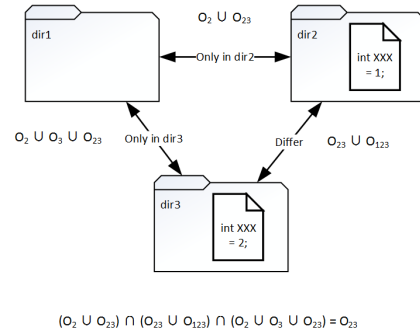 O₂ ∪ O₂₃
dir1
dir2
int XXX
= 1;
Only in dir2
O₂ ∪ O₃ ∪ O₂₃
Only in dir3
Differ
O₂₃ ∪ O₁₂₃
dir3
int XXX
= 2;
(O₂ ∪ O₂₃) ∩ (O₂₃ ∪ O₁₂₃) ∩ (O₂ ∪ O₃ ∪ O₂₃) = O₂₃